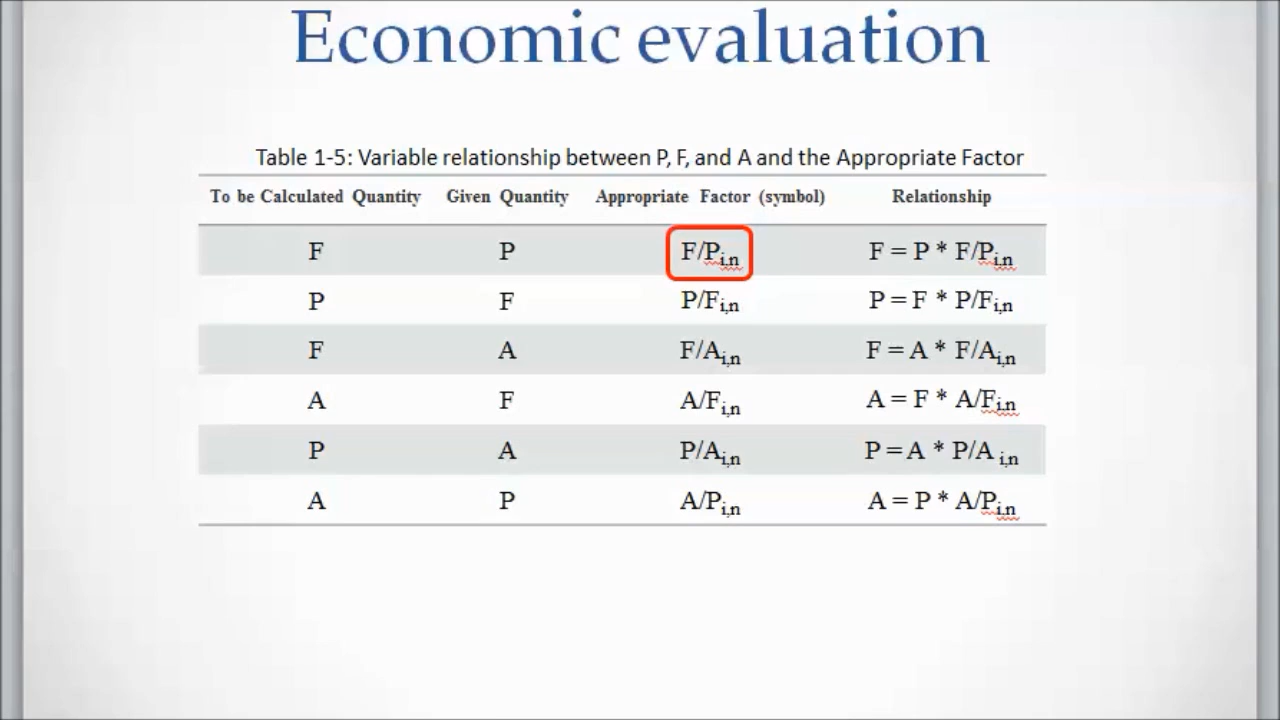 Economic evaluation
Table 1-5: Variable relationship between P, F, and A and the Appropriate Factor
To be Calculated Quantity Given Quantity Appropriate Factor (symbol) Relationship
F P F/Pi,n F = P * F/Pi,n
P F P/Fi,n P = F * P/Fi,n
F A F/Ai,n F = A * F/Ai,n
A F A/Fi,n A = F * A/Fi,n
P A P/Ai,n P = A * P/A i,n
A P A/Pi,n A = P * A/Pi,n